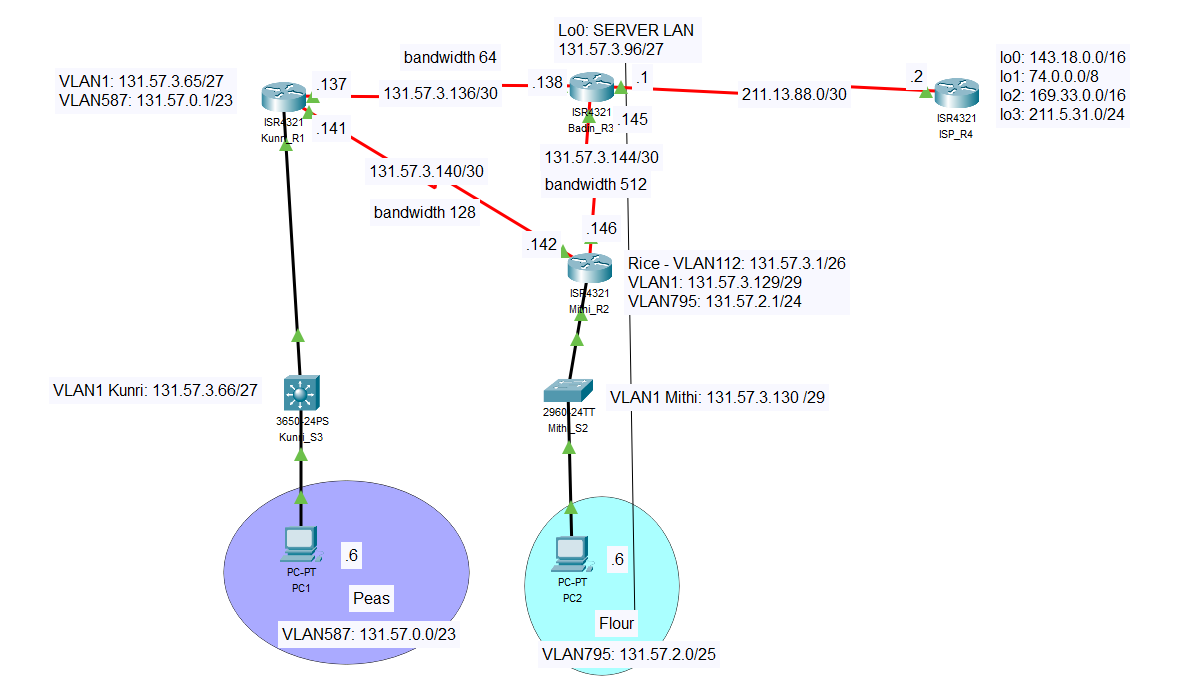 Lo0: SERVER LAN
131.57.3.96/27
bandwidth 64
VLAN1: 131.57.3.65/27
VLAN587: 131.57.0.1/23
.137
131.57.3.136/30
.138
.1
211.13.88.0/30
.2
lo0: 143.18.0.0/16
lo1: 74.0.0.0/8
lo2: 169.33.0.0/16
lo3: 211.5.31.0/24
ISR4321
Kunri_R1
.141
ISR4321
Badin_R3
.145
ISR4321
ISP_R4
131.57.3.140/30
131.57.3.144/30
bandwidth 512
bandwidth 128
.142
.146
ISR4321
Mithi_R2
Rice - VLAN112: 131.57.3.1/26
VLAN1: 131.57.3.129/29
VLAN795: 131.57.2.1/24
VLAN1 Kunri: 131.57.3.66/27
3650-24PS
Kunri_S3
2960-24TT
Mithi_S2
VLAN1 Mithi: 131.57.3.130 /29
.6
PC-PT
PC1
Peas
VLAN587: 131.57.0.0/23
.6
PC-PT
PC2
Flour
VLAN795: 131.57.2.0/25